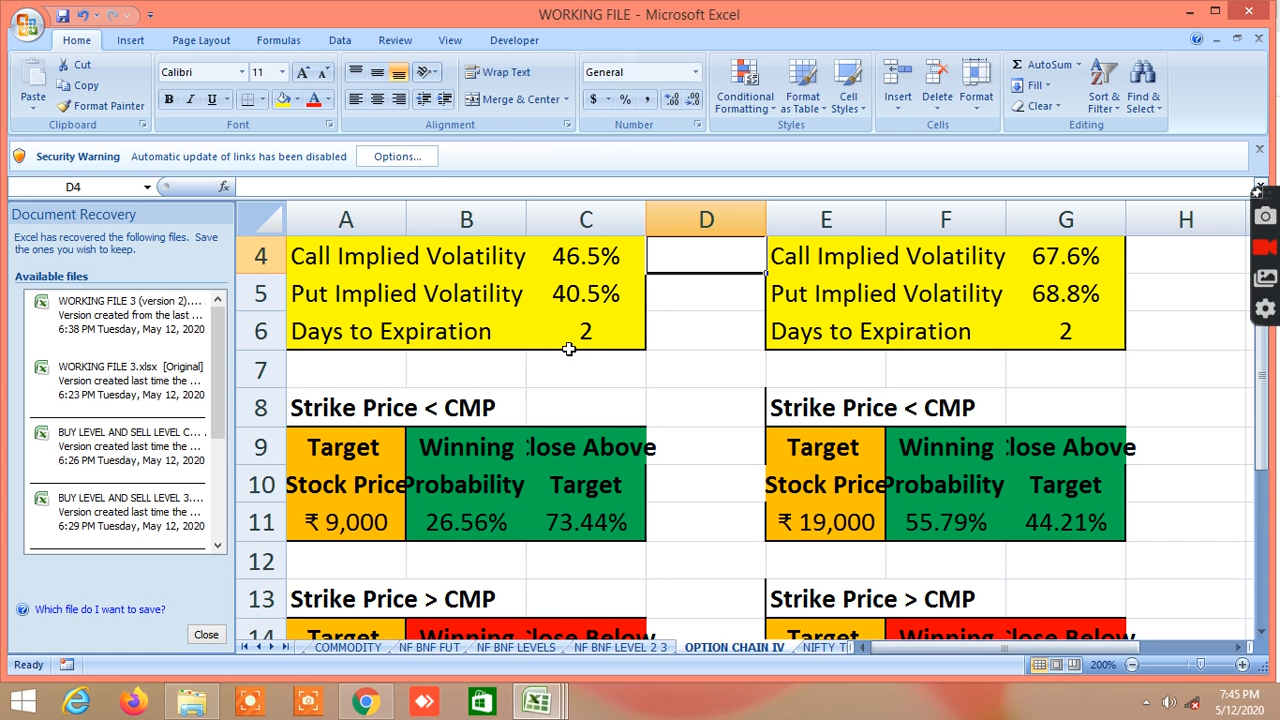 WORKING FILE - Microsoft Excel
Home Insert Page Layout Formulas Data Review View Developer
Cut
Copy
Format Painter
Paste
Clipboard
Calibri 11
B I U
Font
Wrap Text
Merge & Center
Alignment
General
$ % ,
Number
Conditional Formatting
Format as Table
Cell Styles
Styles
Insert Delete Format
Cells
AutoSum
Fill
Clear
Sort & Filter
Find & Select
Editing
Security Warning Automatic update of links has been disabled Options...
D4 fx
Document Recovery
Excel has recovered the following files. Save the ones you wish to keep.
Available files
WORKING FILE 3 (version 2)....
Version created from the last ...
6:38 PM Tuesday, May 12, 2020
WORKING FILE 3.xlsx [Original]
Version created last time the ...
6:23 PM Tuesday, May 12, 2020
BUY LEVEL AND SELL LEVEL C...
Version created last time the ...
6:26 PM Tuesday, May 12, 2020
BUY LEVEL AND SELL LEVEL 3....
Version created last time the ...
6:29 PM Tuesday, May 12, 2020
Which file do I want to save?
Close
A B C D E F G H
4 Call Implied Volatility 46.5% Call Implied Volatility 67.6%
5 Put Implied Volatility 40.5% Put Implied Volatility 68.8%
6 Days to Expiration 2 Days to Expiration 2
7
8 Strike Price < CMP Strike Price < CMP
9 Target Winning Close Above Target Winning Close Above
10 Stock Price Probability Target Stock Price Probability Target
11 ₹ 9,000 26.56% 73.44% ₹ 19,000 55.79% 44.21%
12
13 Strike Price > CMP Strike Price > CMP
14 Target Winning Close Below Target Winning Close Below
COMMODITY NF BNF FUT NF BNF LEVELS NF BNF LEVEL 2 3 OPTION CHAIN IV NIFTY T
Ready 200%
7:45 PM
5/12/2020